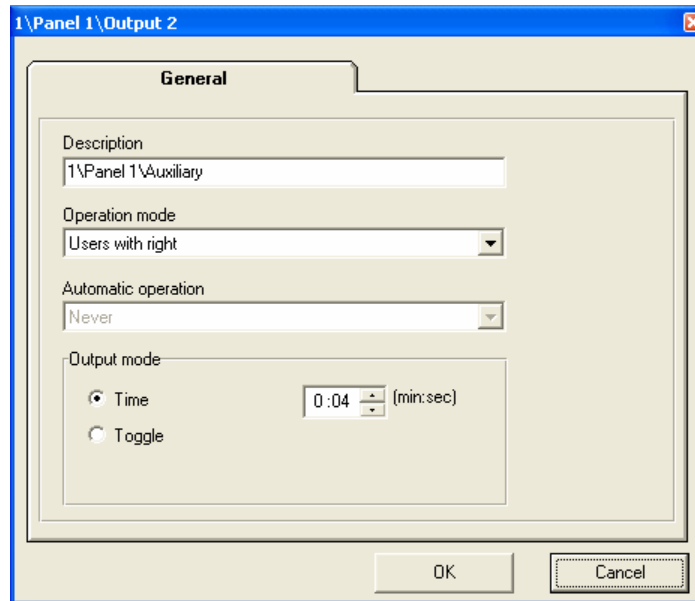 1\Panel 1\Output 2
General
Description
1\Panel 1\Auxiliary
Operation mode
Users with right
Automatic operation
Never
Output mode
Time 0 :04 (min:sec)
Toggle
OK Cancel